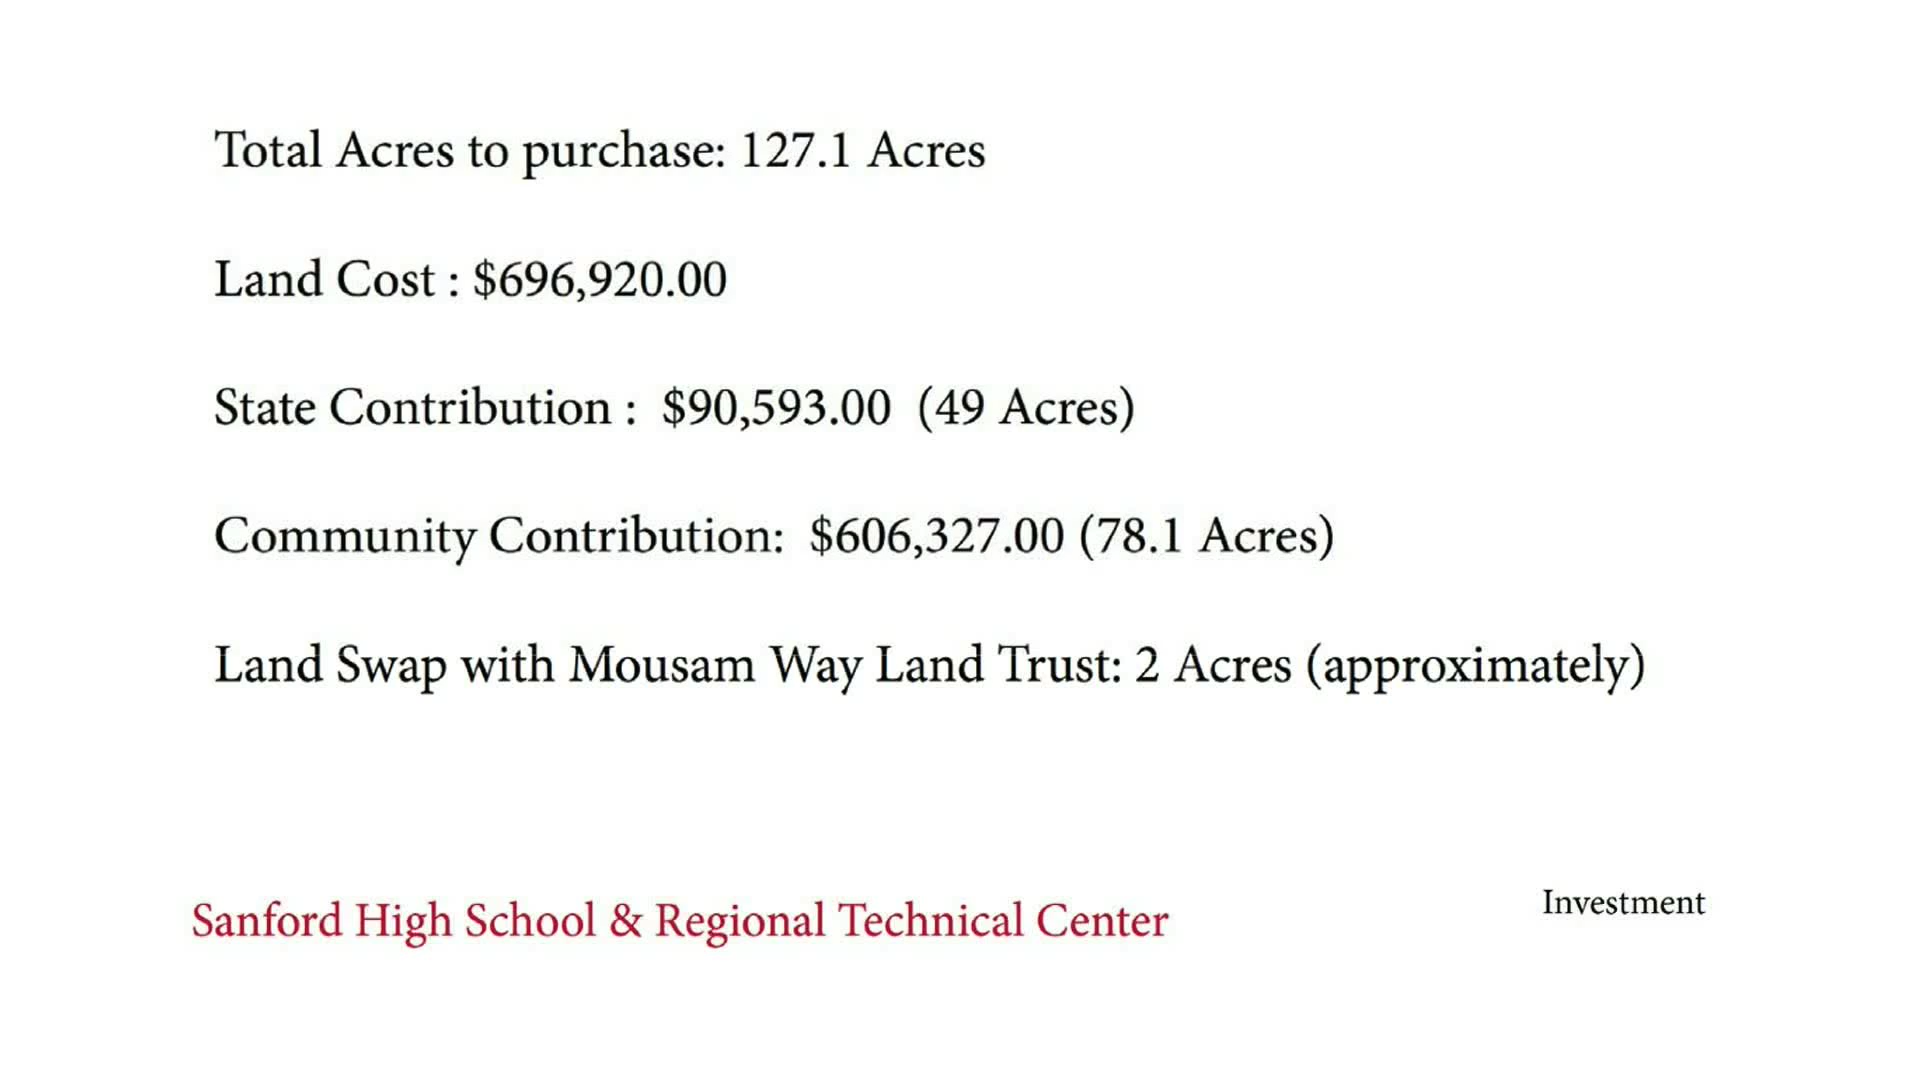 Total Acres to purchase: 127.1 Acres
Land Cost : $696,920.00
State Contribution :  $90,593.00  (49 Acres)
Community Contribution:  $606,327.00 (78.1 Acres)
Land Swap with Mousam Way Land Trust: 2 Acres (approximately)
Sanford High School & Regional Technical Center
Investment